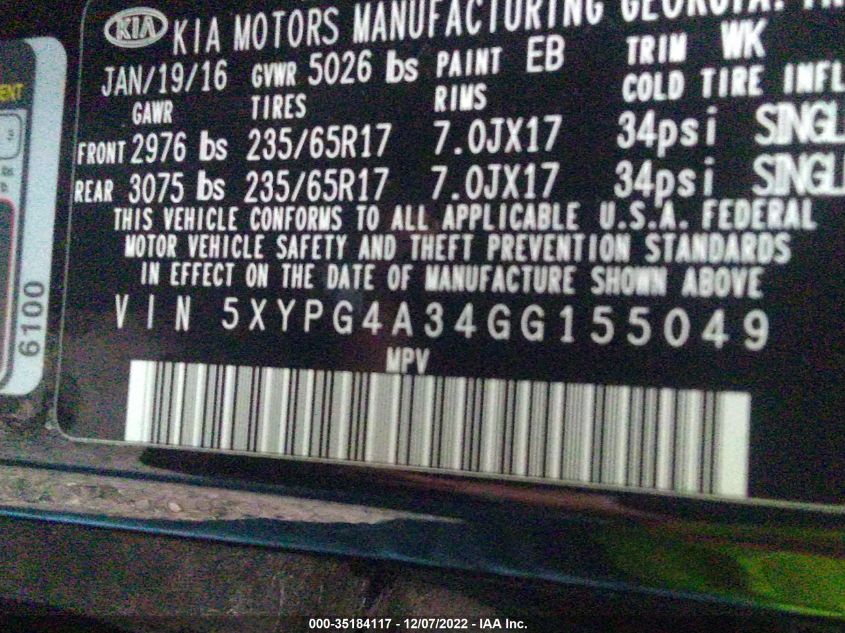 KIA KIA MOTORS MANUFACTURING GEORGIA.
JAN/19/16 GVWR 5026 lbs PAINT EB TRIM WK
GAWR TIRES RIMS COLD TIRE INFL
FRONT 2976 lbs 235/65R17 7.0JX17 34psi SINGL
REAR 3075 lbs 235/65R17 7.0JX17 34psi SINGL
THIS VEHICLE CONFORMS TO ALL APPLICABLE U.S.A. FEDERAL
MOTOR VEHICLE SAFETY AND THEFT PREVENTION STANDARDS
IN EFFECT ON THE DATE OF MANUFACTURE SHOWN ABOVE
VIN 5XYPG4A34GG155049
MPV
6100
000-35184117 - 12/07/2022 - IAA Inc.